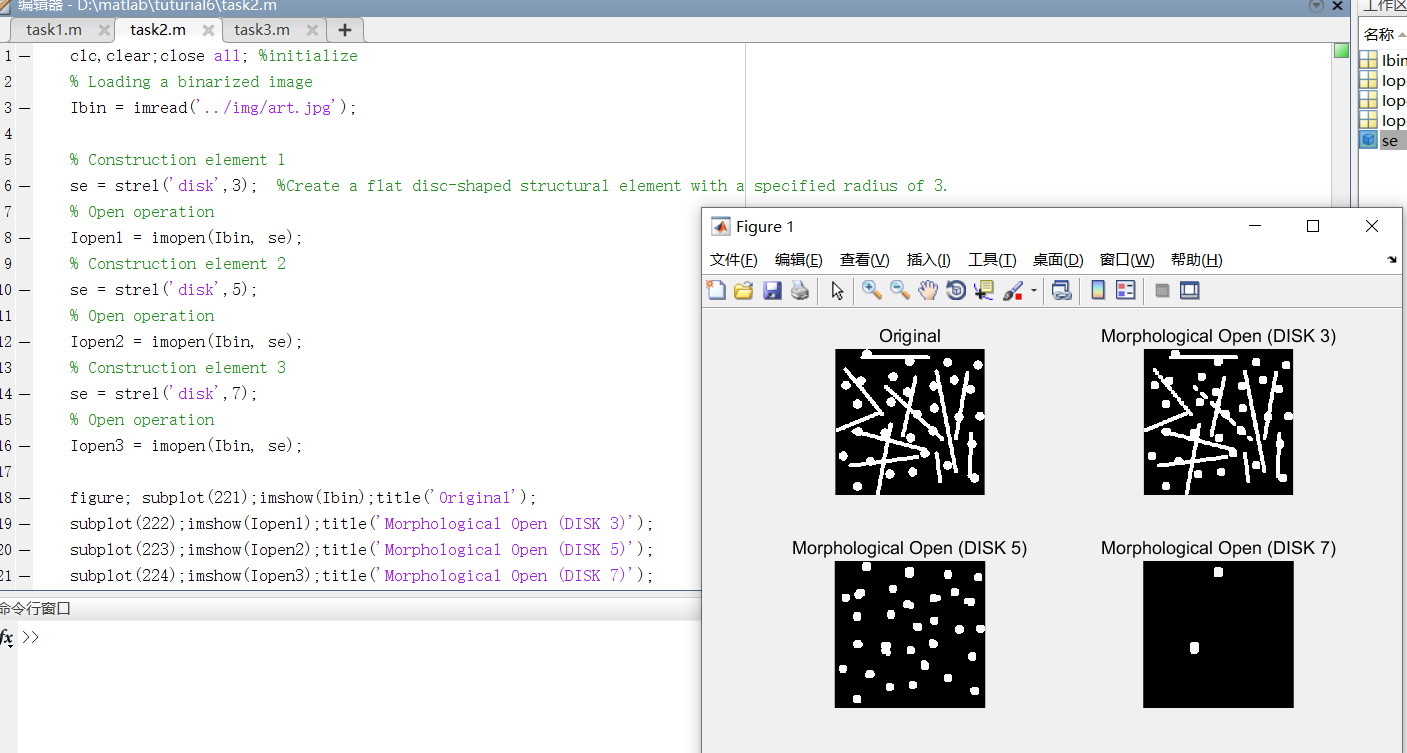 编辑器 - D:\matlab\tuturial6\task2.m
工作区
task1.m
task2.m
task3.m
名称
1 clc,clear;close all; %initialize
2 % Loading a binarized image
3 Ibin = imread('../img/art.jpg');
4
5 % Construction element 1
6 se = strel('disk',3);  %Create a flat disc-shaped structural element with a specified radius of 3.
7 % Open operation
8 Iopen1 = imopen(Ibin, se);
9 % Construction element 2
10 se = strel('disk',5);
11 % Open operation
12 Iopen2 = imopen(Ibin, se);
13 % Construction element 3
14 se = strel('disk',7);
15 % Open operation
16 Iopen3 = imopen(Ibin, se);
17
18 figure; subplot(221);imshow(Ibin);title('Original');
19 subplot(222);imshow(Iopen1);title('Morphological Open (DISK 3)');
20 subplot(223);imshow(Iopen2);title('Morphological Open (DISK 5)');
21 subplot(224);imshow(Iopen3);title('Morphological Open (DISK 7)');
Ibin
Iop
Iop
Iop
se
命令行窗口
fx >>
Figure 1
文件(F) 编辑(E) 查看(V) 插入(I) 工具(T) 桌面(D) 窗口(W) 帮助(H)
Original
Morphological Open (DISK 3)
Morphological Open (DISK 5)
Morphological Open (DISK 7)